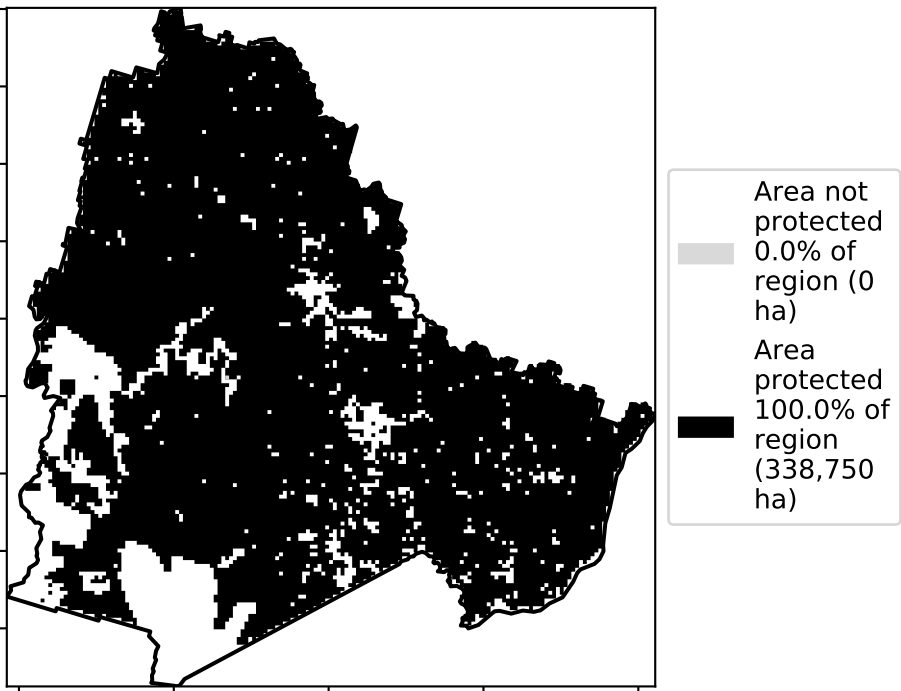 Area not
protected
0.0% of
region (0
ha)
Area
protected
100.0% of
region
(338,750
ha)